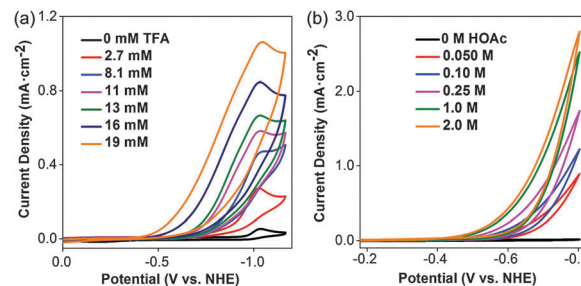 (a)
1.2
0.8
0.4
0.0
Current Density (mA·cm-2)
0 mM TFA
2.7 mM
8.1 mM
11 mM
13 mM
16 mM
19 mM
0.0 -0.5 -1.0
Potential (V vs. NHE)
(b)
3.0
2.0
1.0
0.0
Current Density (mA·cm-2)
0 M HOAc
0.050 M
0.10 M
0.25 M
1.0 M
2.0 M
-0.2 -0.4 -0.6
Potential (V vs. NHE)